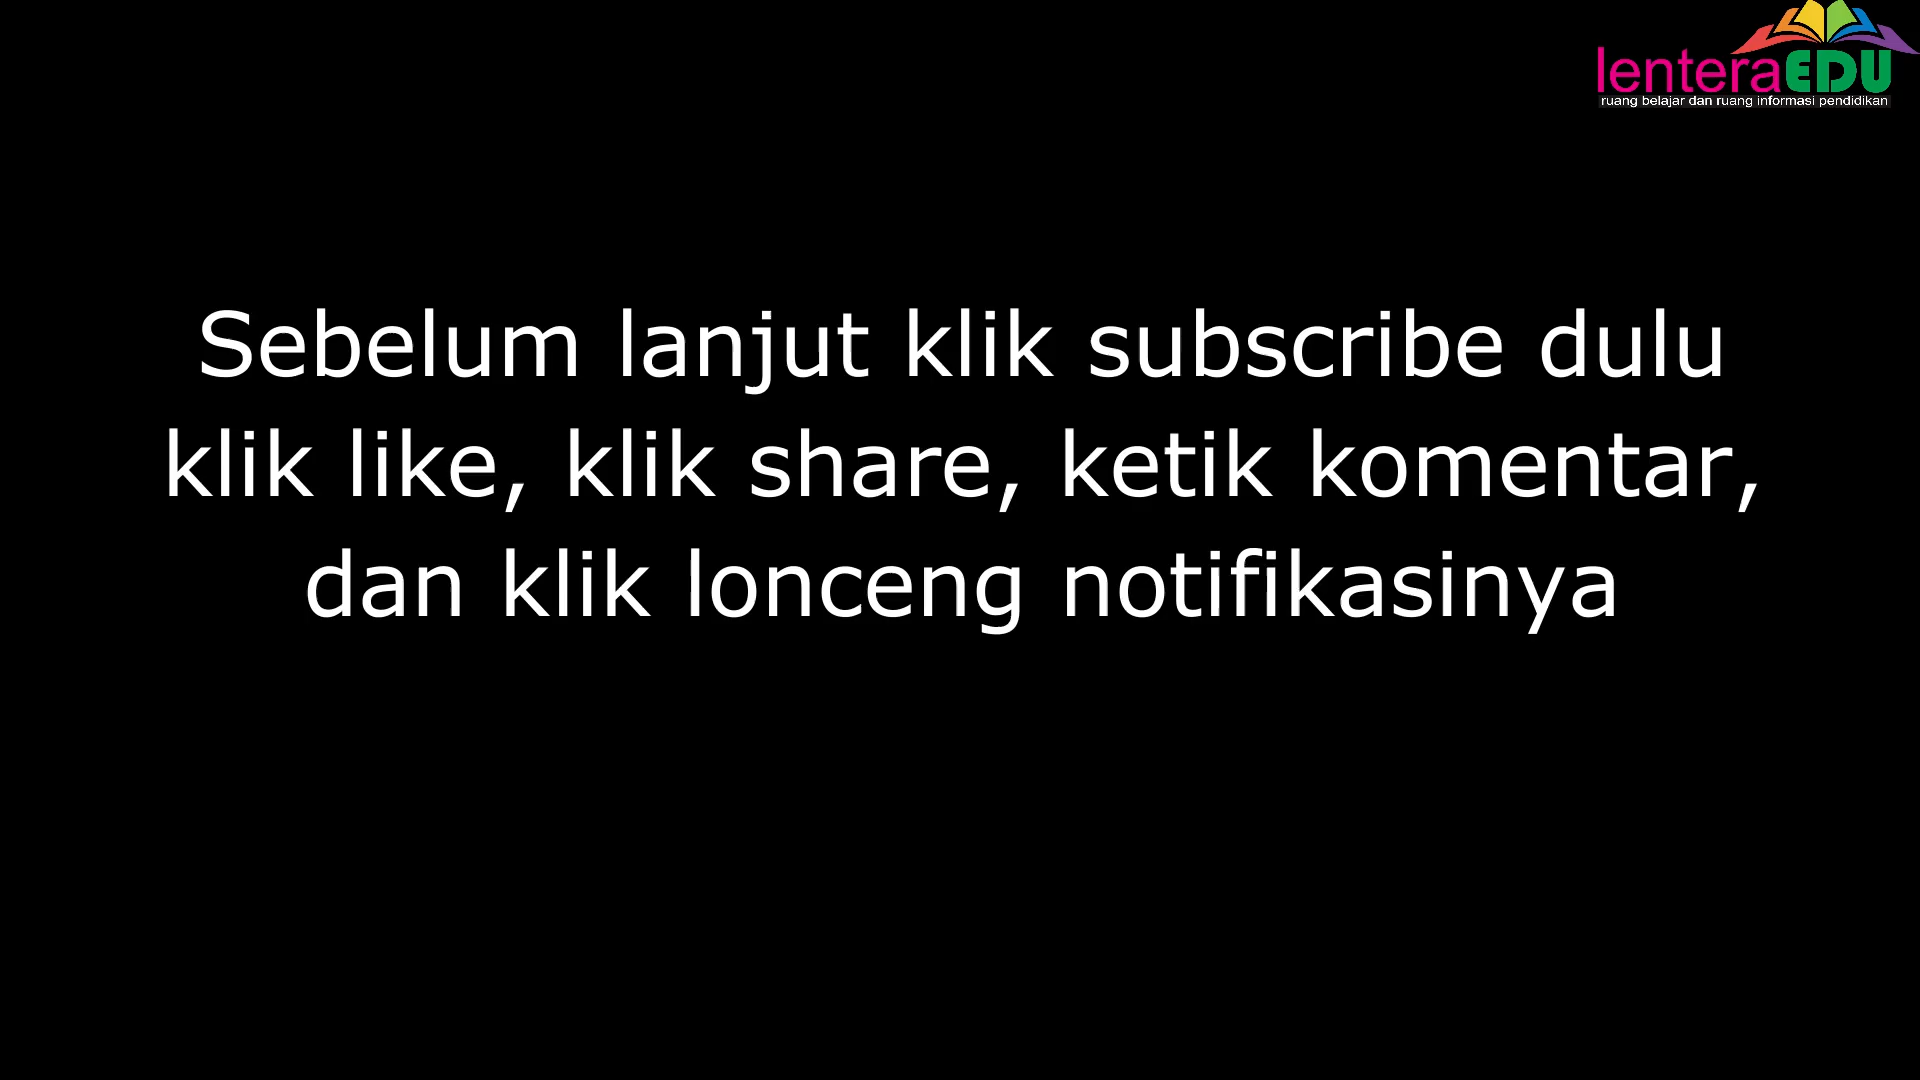 lenteraEDU
ruang belajar dan ruang informasi pendidikan
Sebelum lanjut klik subscribe dulu
klik like, klik share, ketik komentar,
dan klik lonceng notifikasinya